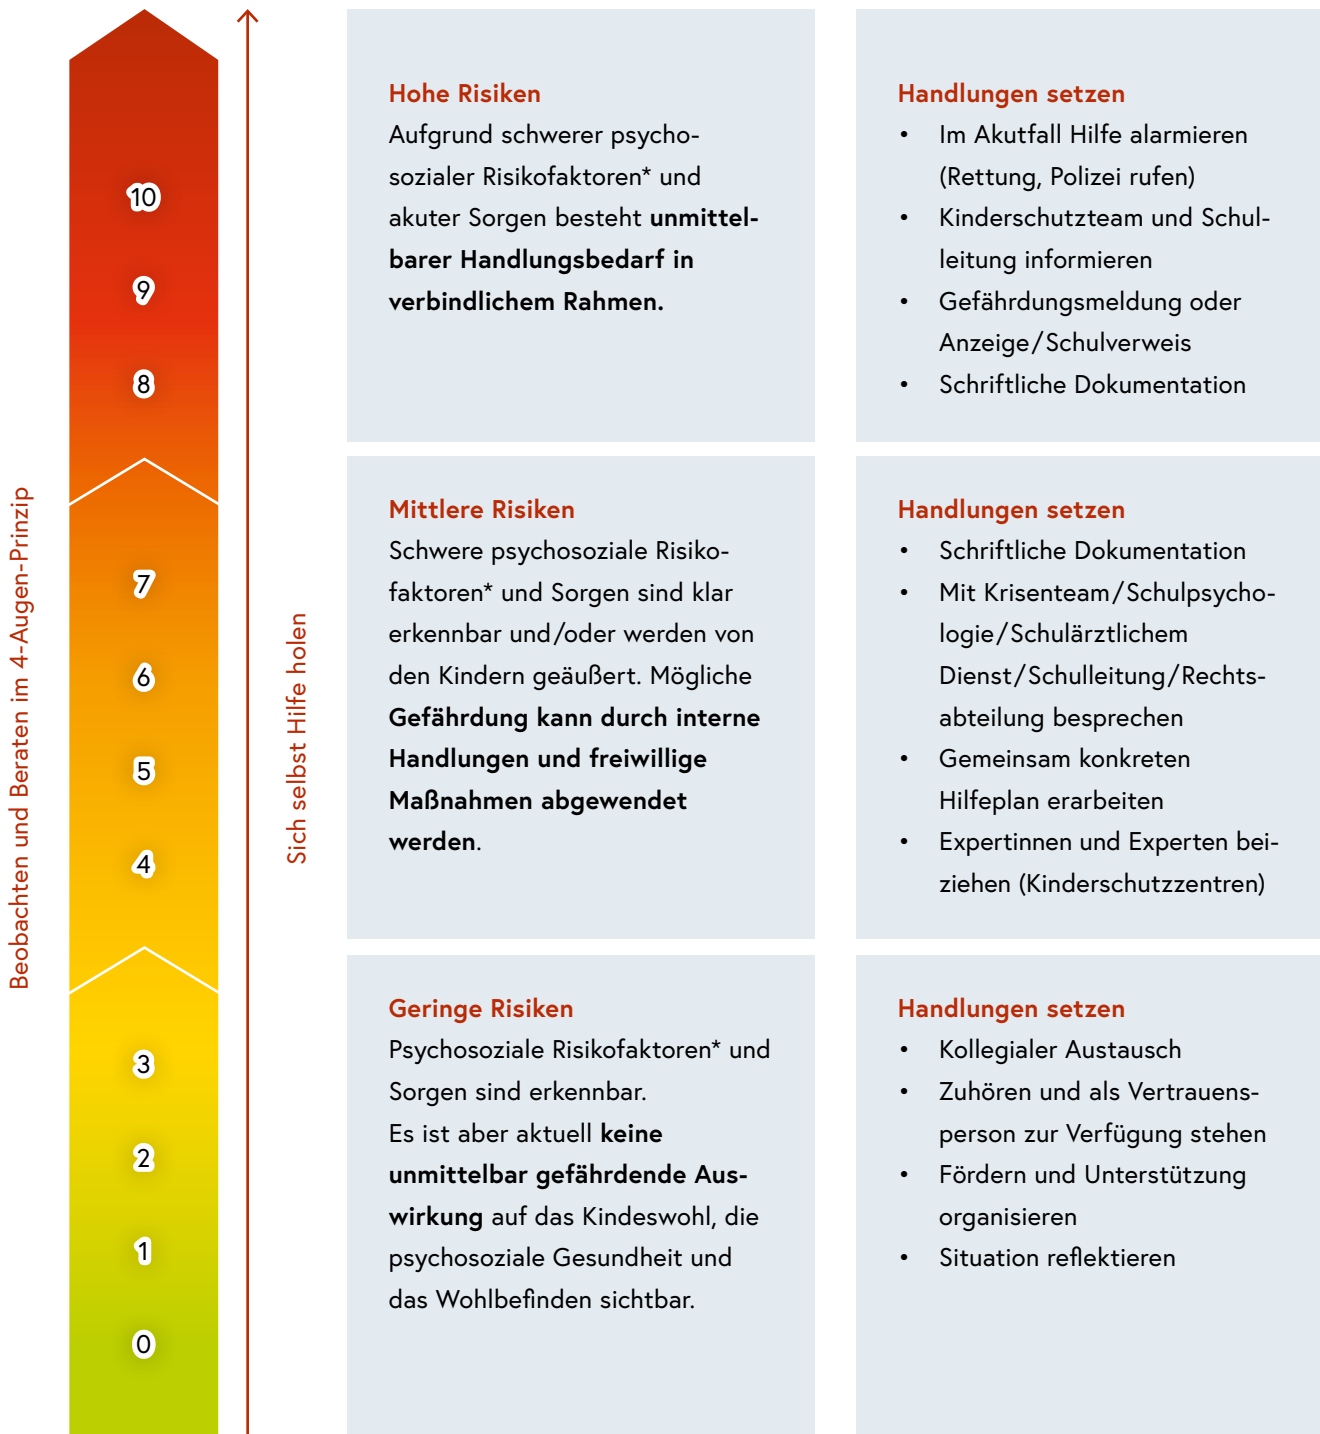 Beobachten und Beraten im 4-Augen-Prinzip
10
9
8
7
6
5
4
3
2
1
0
Sich selbst Hilfe holen
Hohe Risiken
Aufgrund schwerer psycho-
sozialer Risikofaktoren* und
akuter Sorgen besteht unmittel-
barer Handlungsbedarf in
verbindlichem Rahmen.
Handlungen setzen
• Im Akutfall Hilfe alarmieren
(Rettung, Polizei rufen)
• Kinderschutzteam und Schul-
leitung informieren
• Gefährdungsmeldung oder
Anzeige/Schulverweis
• Schriftliche Dokumentation
Mittlere Risiken
Schwere psychosoziale Risiko-
faktoren* und Sorgen sind klar
erkennbar und/oder werden von
den Kindern geäußert. Mögliche
Gefährdung kann durch interne
Handlungen und freiwillige
Maßnahmen abgewendet
werden.
Handlungen setzen
• Schriftliche Dokumentation
• Mit Krisenteam/Schulpsycho-
logie/Schulärztlichem
Dienst/Schulleitung/Rechts-
abteilung besprechen
• Gemeinsam konkreten
Hilfeplan erarbeiten
• Expertinnen und Experten bei-
ziehen (Kinderschutzzentren)
Geringe Risiken
Psychosoziale Risikofaktoren* und
Sorgen sind erkennbar.
Es ist aber aktuell keine
unmittelbar gefährdende Aus-
wirkung auf das Kindeswohl, die
psychosoziale Gesundheit und
das Wohlbefinden sichtbar.
Handlungen setzen
• Kollegialer Austausch
• Zuhören und als Vertrauens-
person zur Verfügung stehen
• Fördern und Unterstützung
organisieren
• Situation reflektieren